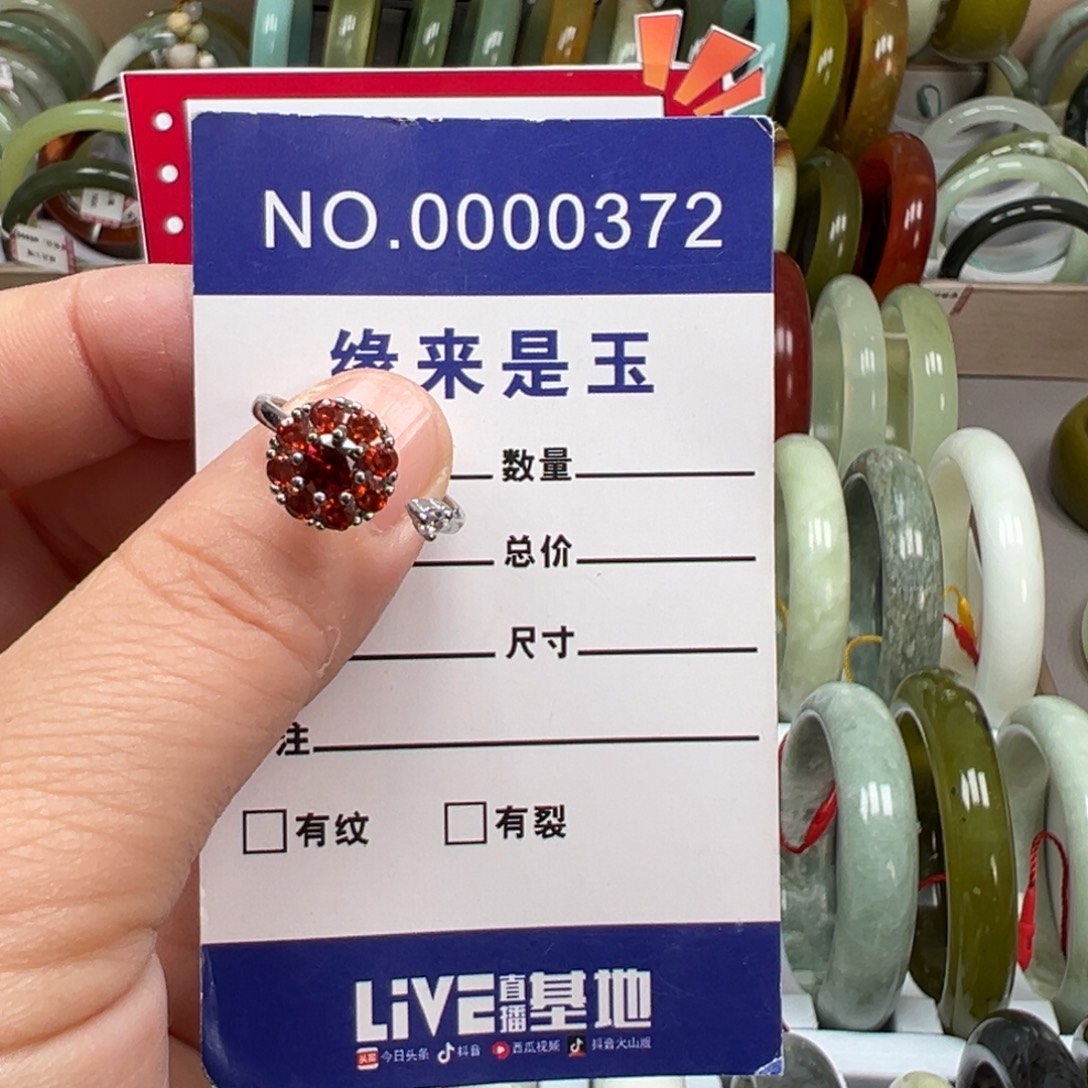 NO.0000372
缘来是玉
数量
总价
尺寸
注
有纹 有裂
LiVE直播基地
头条 今日头条 抖音 西瓜视频 抖音火山版